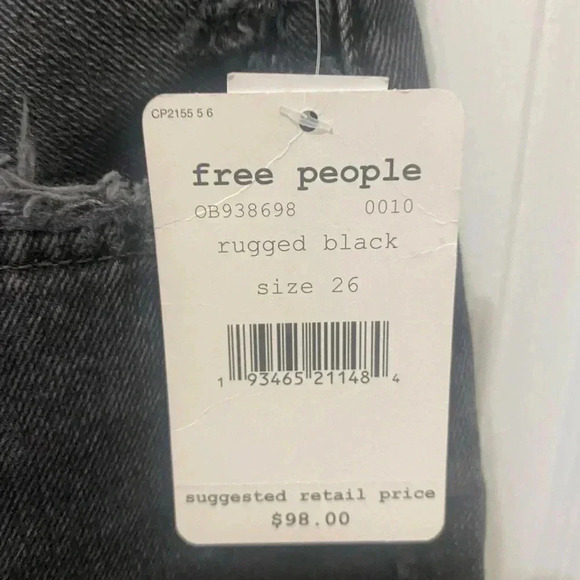 CP2155 5 6
free people
OB938698 0010
rugged black
size 26
1 93465 21148 4
suggested retail price
$98.00